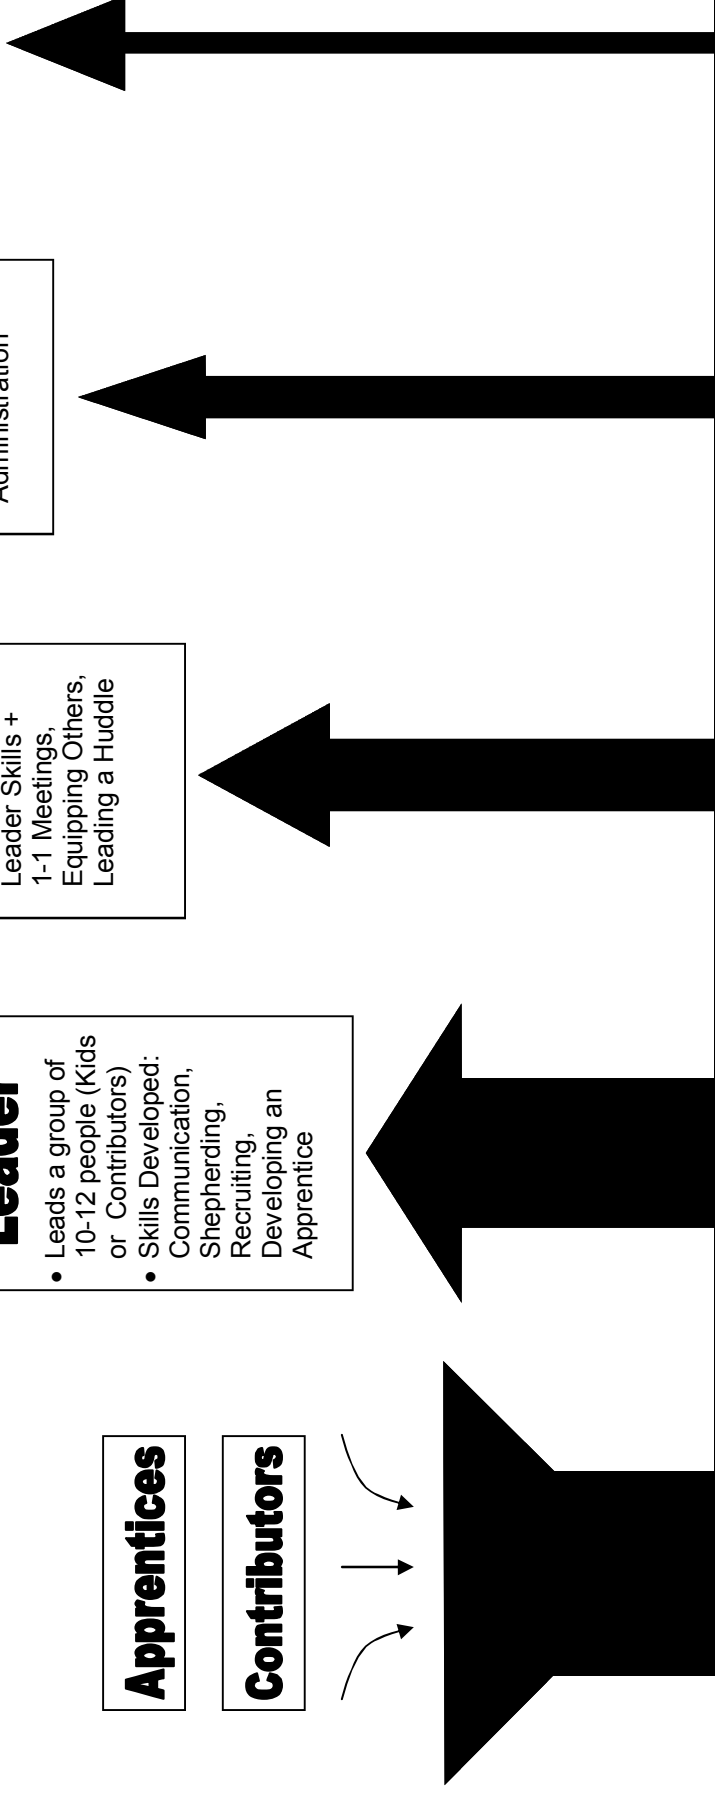 Apprentices
Contributors
Leader
• Leads a group of
10-12 people (Kids
or Contributors)
• Skills Developed:
Communication,
Shepherding,
Recruiting,
Developing an
Apprentice
Leader Skills +
1-1 Meetings,
Equipping Others,
Leading a Huddle
Administration